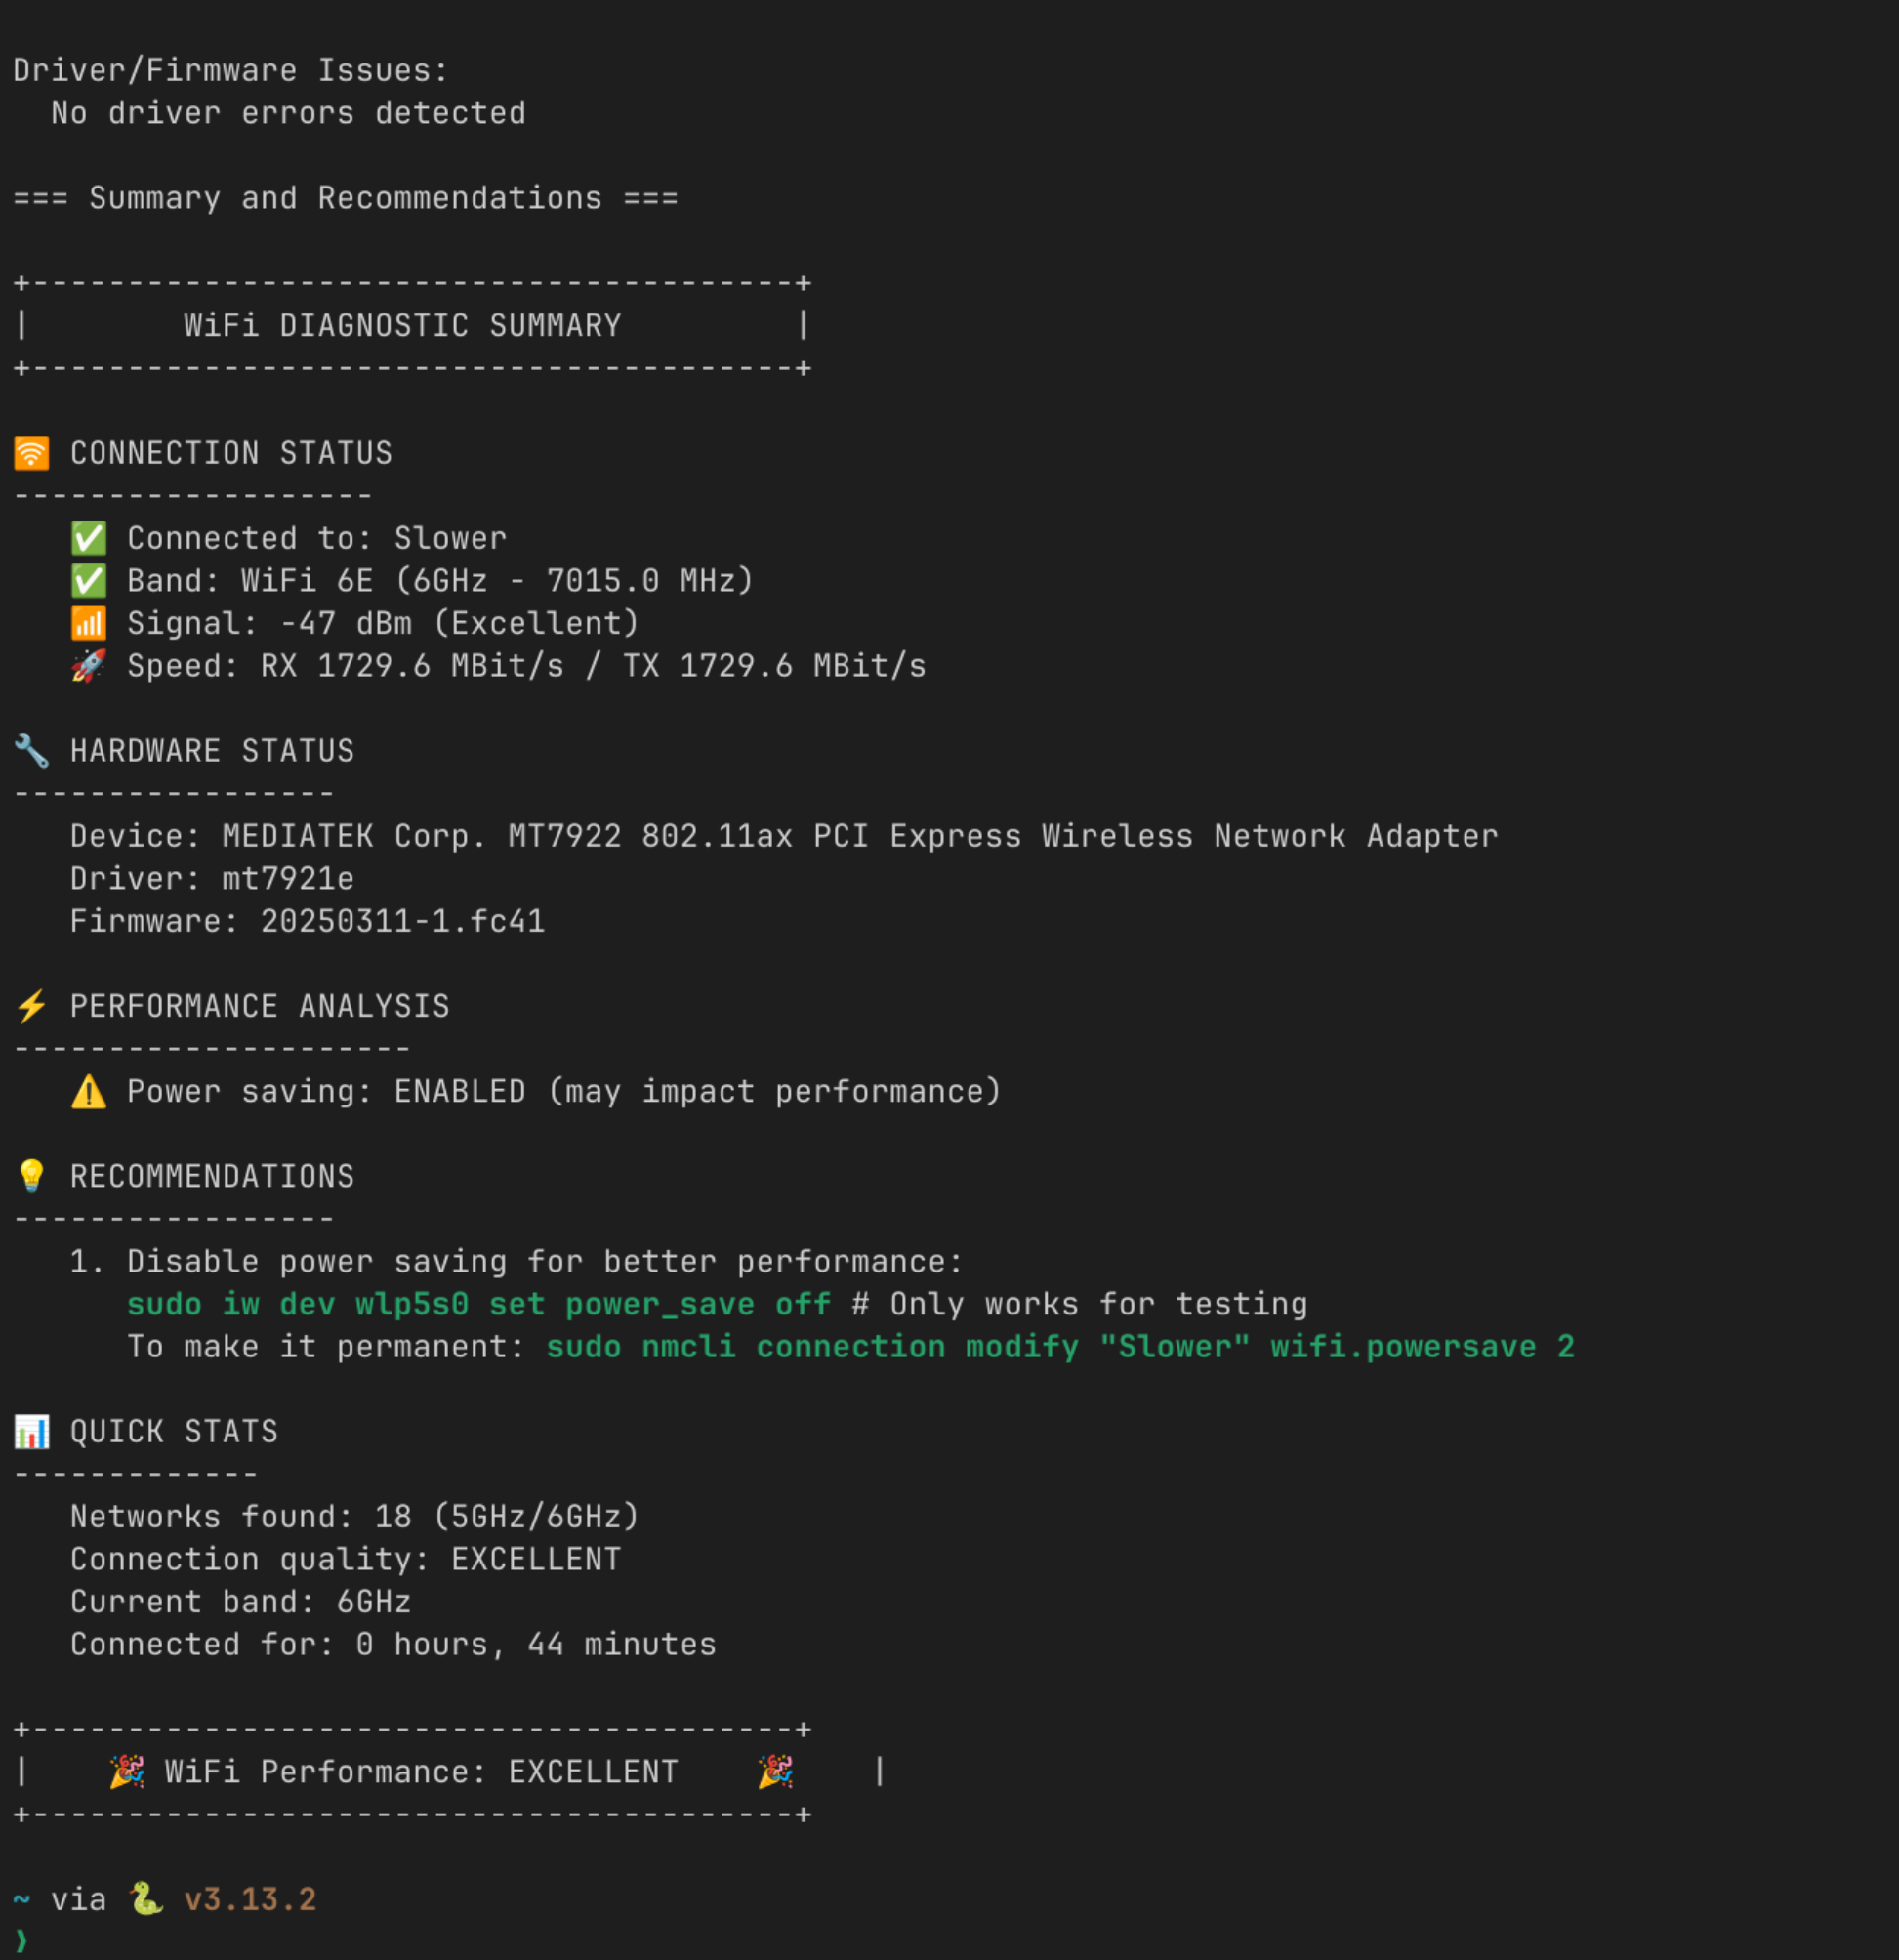 Driver/Firmware Issues:
  No driver errors detected

=== Summary and Recommendations ===

+----------------------------------------+
|        WiFi DIAGNOSTIC SUMMARY         |
+----------------------------------------+

🛜 CONNECTION STATUS
-------------------
   ✅ Connected to: Slower
   ✅ Band: WiFi 6E (6GHz - 7015.0 MHz)
   📶 Signal: -47 dBm (Excellent)
   🚀 Speed: RX 1729.6 MBit/s / TX 1729.6 MBit/s

🔧 HARDWARE STATUS
-----------------
   Device: MEDIATEK Corp. MT7922 802.11ax PCI Express Wireless Network Adapter
   Driver: mt7921e
   Firmware: 20250311-1.fc41

⚡ PERFORMANCE ANALYSIS
---------------------
   ⚠️ Power saving: ENABLED (may impact performance)

💡 RECOMMENDATIONS
-----------------
   1. Disable power saving for better performance:
      sudo iw dev wlp5s0 set power_save off # Only works for testing
      To make it permanent: sudo nmcli connection modify "Slower" wifi.powersave 2

📊 QUICK STATS
-------------
   Networks found: 18 (5GHz/6GHz)
   Connection quality: EXCELLENT
   Current band: 6GHz
   Connected for: 0 hours, 44 minutes

+----------------------------------------+
|    🎉 WiFi Performance: EXCELLENT    🎉    |
+----------------------------------------+

~ via 🐍 v3.13.2
❯